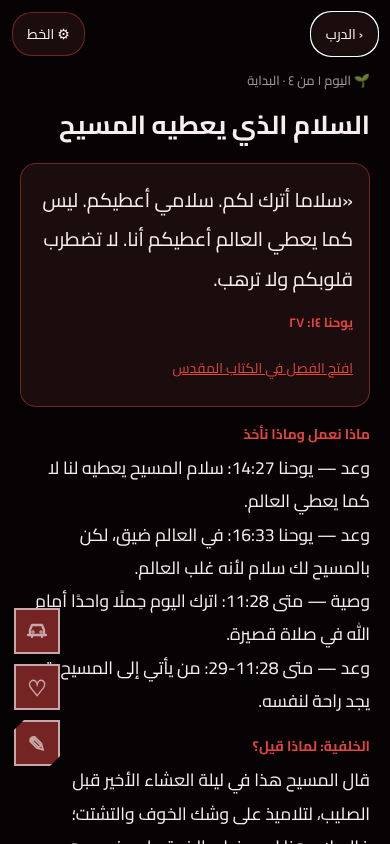 ‹ الدرب
⚙ الخط
🌱 اليوم ١ من ٤ · البداية
السلام الذي يعطيه المسيح
«سلاما أترك لكم. سلامي أعطيكم. ليس
كما يعطي العالم أعطيكم أنا. لا تضطرب
قلوبكم ولا ترهب.
يوحنا ١٤: ٢٧
افتح الفصل في الكتاب المقدس
ماذا نعمل وماذا نأخذ
وعد — يوحنا 14:27: سلام المسيح يعطيه لنا لا
كما يعطي العالم.
وعد — يوحنا 16:33: في العالم ضيق، لكن
بالمسيح لك سلام لأنه غلب العالم.
وصية — متى 11:28: اترك اليوم حملًا واحدًا أمام
الله في صلاة قصيرة.
وعد — متى 11:28-29: من يأتي إلى المسيح
يجد راحة لنفسه.
الخلفية: لماذا قيل؟
قال المسيح هذا في ليلة العشاء الأخير قبل
الصليب، لتلاميذ على وشك الخوف والتشتت؛